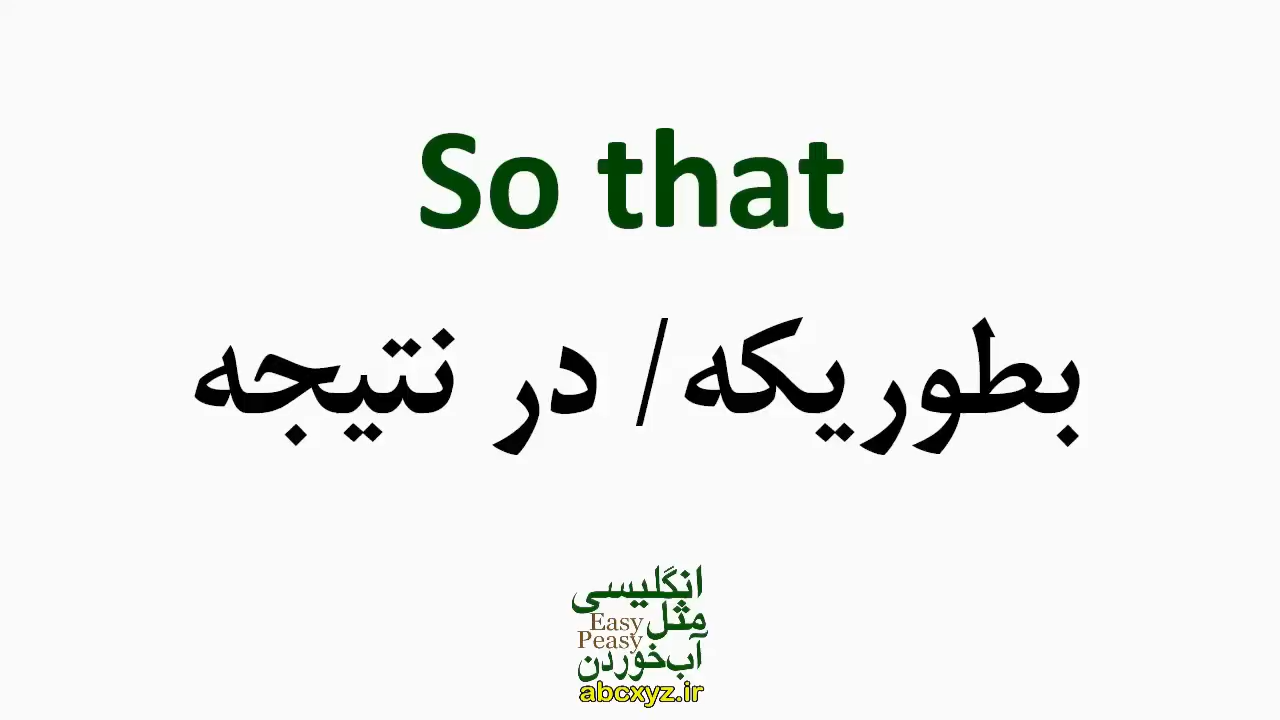 So that
بطوریکه/ در نتیجه
انگلیسی
مثل Easy
Peasy
آب‌خوردن
abcxyz.ir